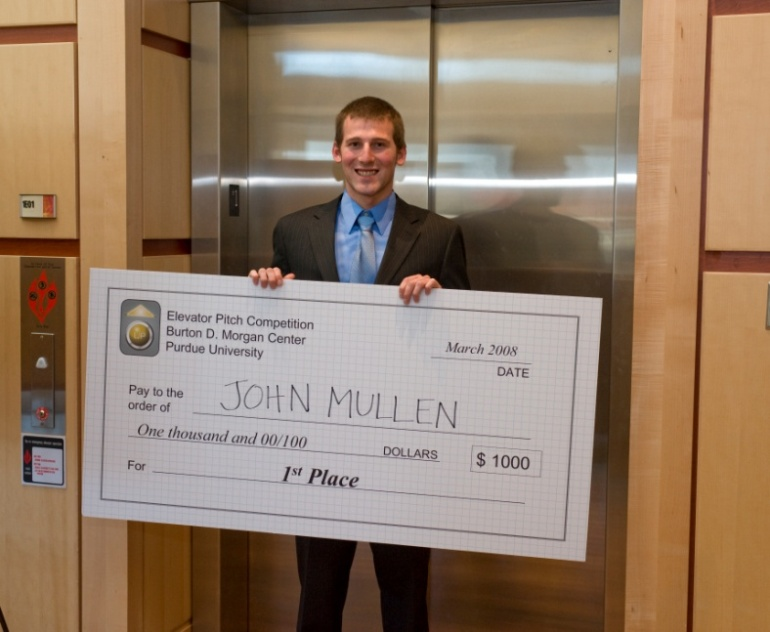 1E01
Elevator Pitch Competition
Burton D. Morgan Center
Purdue University
March 2008
DATE
Pay to the
order of
JOHN MULLEN
One thousand and 00/100
DOLLARS
$ 1000
For
1st Place